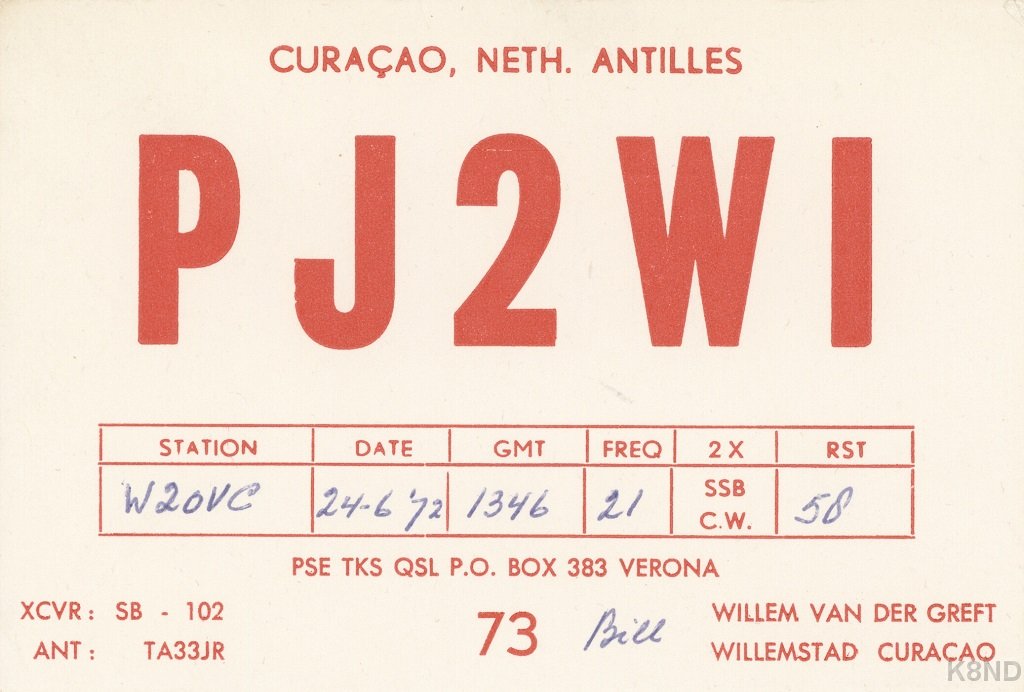 CURAÇAO, NETH. ANTILLES
PJ2WI
STATION DATE GMT FREQ 2 X RST
W2OVC 24-6 '72 1346 21 SSB C.W. 58
PSE TKS QSL P.O. BOX 383 VERONA
XCVR: SB - 102
ANT: TA33JR
73 Bill
WILLEM VAN DER GREFT
WILLEMSTAD CURAÇAO
K8ND